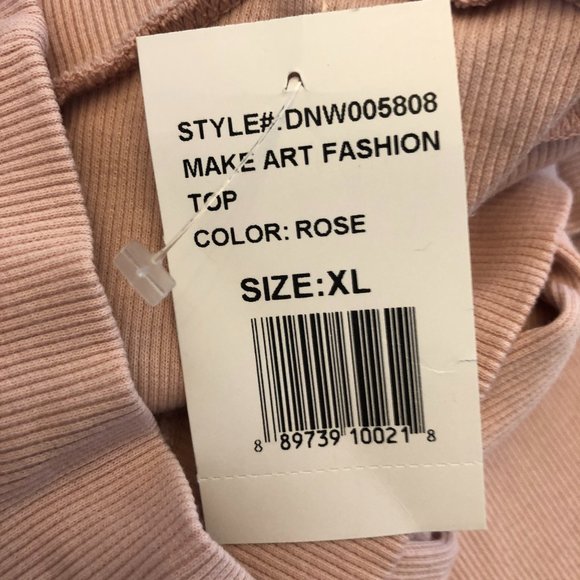 STYLE#:DNW005808
MAKE ART FASHION
TOP
COLOR: ROSE
SIZE:XL
8 89739 10021 8